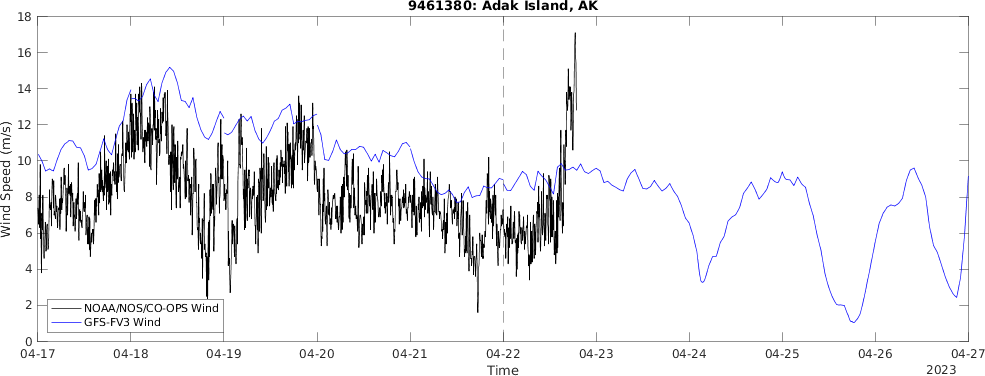 9461380: Adak Island, AK
Wind Speed (m/s)
18
16
14
12
10
8
6
4
2
0
NOAA/NOS/CO-OPS Wind
GFS-FV3 Wind
04-17 04-18 04-19 04-20 04-21 04-22 04-23 04-24 04-25 04-26 04-27
Time
2023